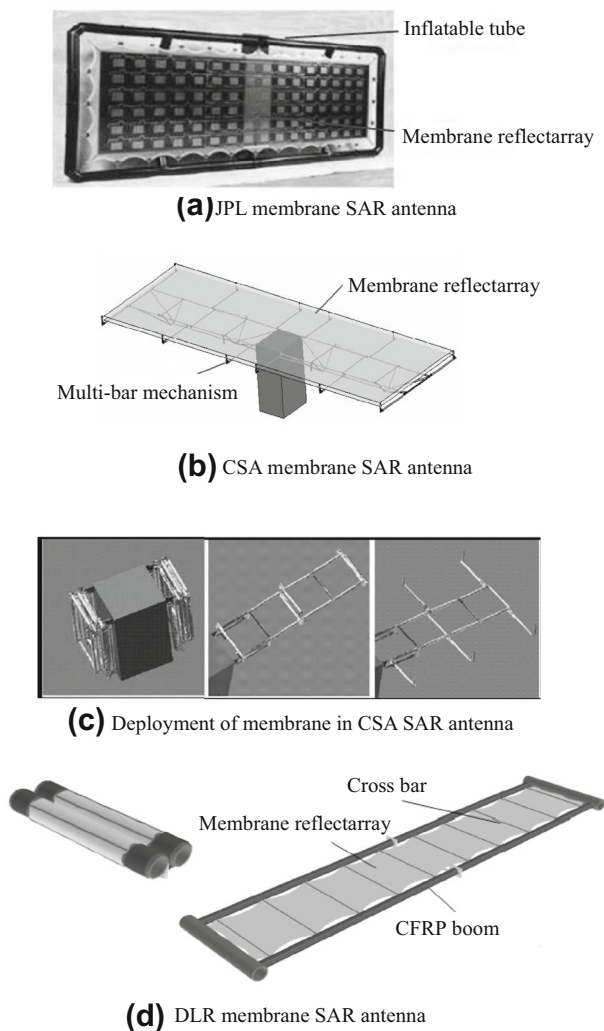 Inflatable tube
Membrane reflectarray
(a) JPL membrane SAR antenna
Membrane reflectarray
Multi-bar mechanism
(b) CSA membrane SAR antenna
(c) Deployment of membrane in CSA SAR antenna
Cross bar
Membrane reflectarray
CFRP boom
(d) DLR membrane SAR antenna